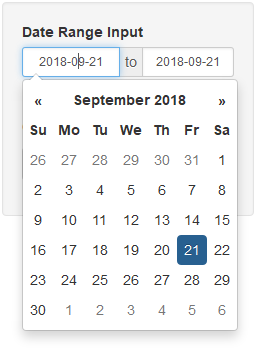 Date Range Input
2018-09-21 to 2018-09-21
« September 2018 »
Su Mo Tu We Th Fr Sa
26 27 28 29 30 31 1
2 3 4 5 6 7 8
9 10 11 12 13 14 15
16 17 18 19 20 21 22
23 24 25 26 27 28 29
30 1 2 3 4 5 6